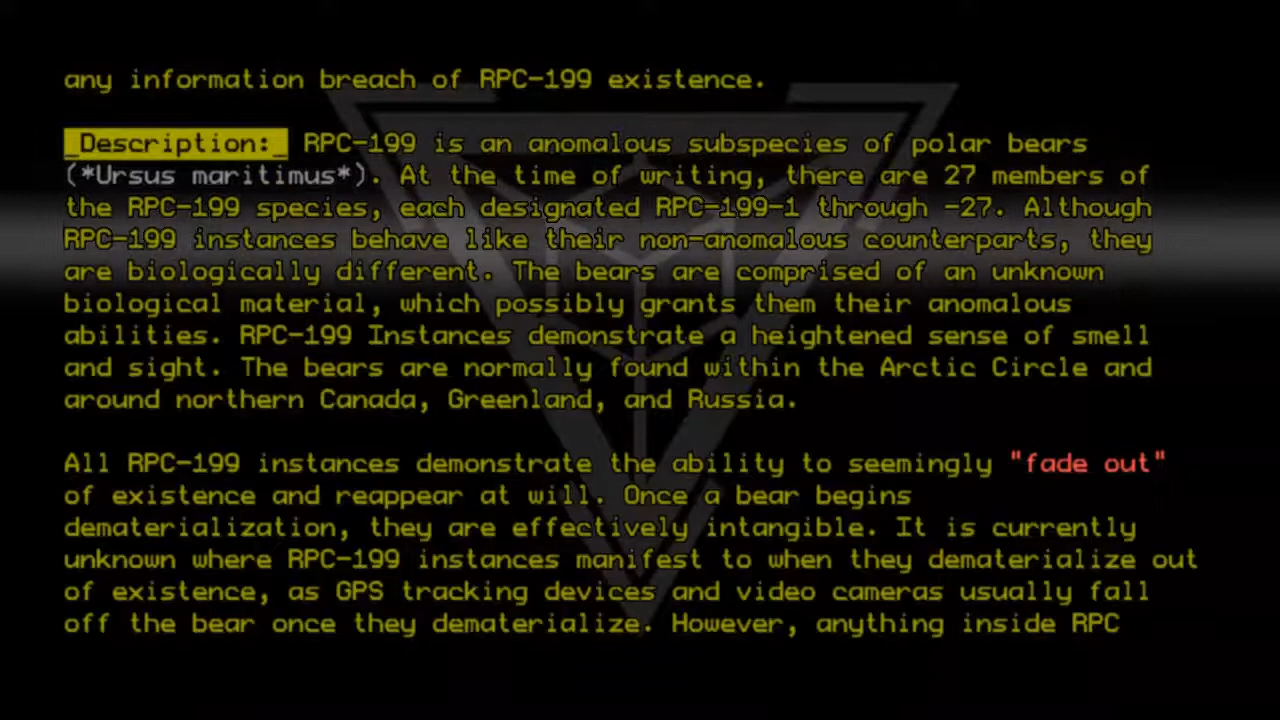 any information breach of RPC-199 existence.
_Description:_ RPC-199 is an anomalous subspecies of polar bears
(*Ursus maritimus*). At the time of writing, there are 27 members of
the RPC-199 species, each designated RPC-199-1 through -27. Although
RPC-199 instances behave like their non-anomalous counterparts, they
are biologically different. The bears are comprised of an unknown
biological material, which possibly grants them their anomalous
abilities. RPC-199 Instances demonstrate a heightened sense of smell
and sight. The bears are normally found within the Arctic Circle and
around northern Canada, Greenland, and Russia.
All RPC-199 instances demonstrate the ability to seemingly "fade out"
of existence and reappear at will. Once a bear begins
dematerialization, they are effectively intangible. It is currently
unknown where RPC-199 instances manifest to when they dematerialize out
of existence, as GPS tracking devices and video cameras usually fall
off the bear once they dematerialize. However, anything inside RPC